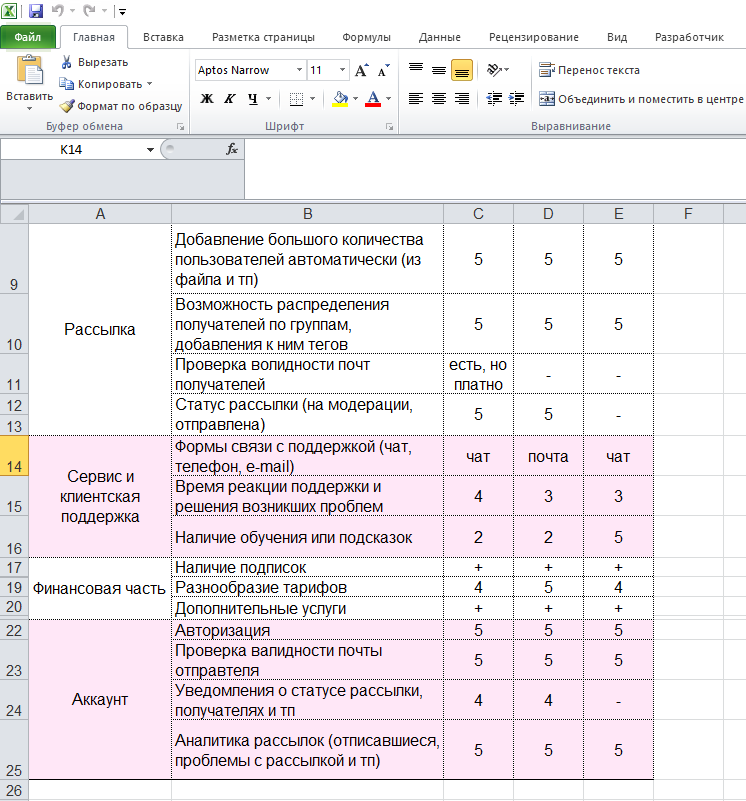 Файл Главная Вставка Разметка страницы Формулы Данные Рецензирование Вид Разработчик
Вставить
Вырезать
Копировать
Формат по образцу
Буфер обмена
Aptos Narrow 11
Ж К Ч
Шрифт
Перенос текста
Объединить и поместить в центре
Выравнивание
K14 fx
A B C D E F
9 Добавление большого количества
пользователей автоматически (из
файла и тп) 5 5 5
Рассылка
10 Возможность распределения
получателей по группам,
добавления к ним тегов 5 5 5
11 Проверка волидности почт
получателей есть, но
платно - -
12 Статус рассылки (на модерации,
13 отправлена) 5 5 -
14 Формы связи с поддержкой (чат,
телефон, e-mail) чат почта чат
Сервис и
клиентская
поддержка
15 Время реакции поддержки и
решения возникших проблем 4 3 3
16 Наличие обучения или подсказок 2 2 5
17 Наличие подписок + + +
19 Финансовая часть Разнообразие тарифов 4 5 4
20 Дополнительные услуги + + +
22 Авторизация 5 5 5
23 Проверка валидности почты
отправтеля 5 5 5
Аккаунт
24 Уведомления о статусе рассылки,
получателях и тп 4 4 -
25 Аналитика рассылок (отписавшиеся,
проблемы с рассылкой и тп) 5 5 5
26